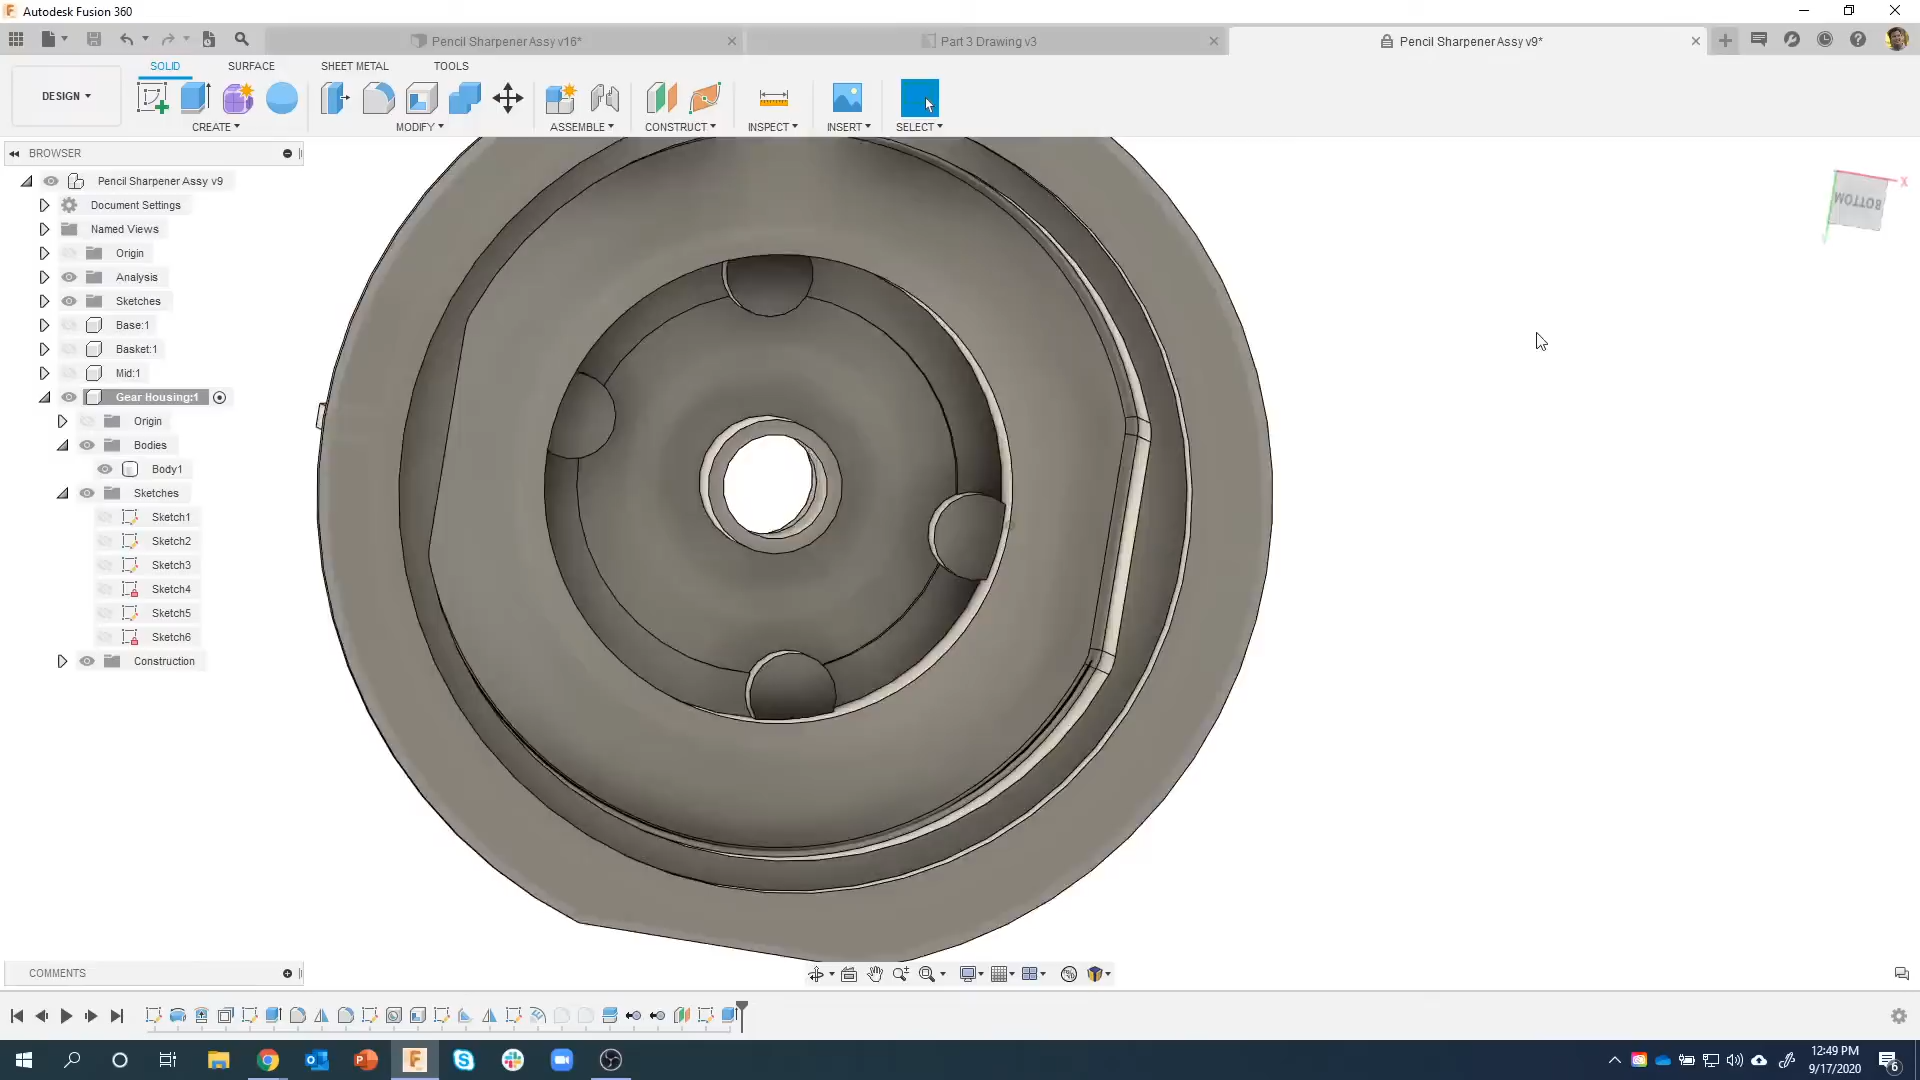 Autodesk Fusion 360
Pencil Sharpener Assy v16*
Part 3 Drawing v3
Pencil Sharpener Assy v9*
SOLID SURFACE SHEET METAL TOOLS
DESIGN
CREATE MODIFY ASSEMBLE CONSTRUCT INSPECT INSERT SELECT
BROWSER
Pencil Sharpener Assy v9
Document Settings
Named Views
Origin
Analysis
Sketches
Base:1
Basket:1
Mid:1
Gear Housing:1
Origin
Bodies
Body1
Sketches
Sketch1
Sketch2
Sketch3
Sketch4
Sketch5
Sketch6
Construction
X
BOTTOM
Y
COMMENTS
12:49 PM
9/17/2020
6